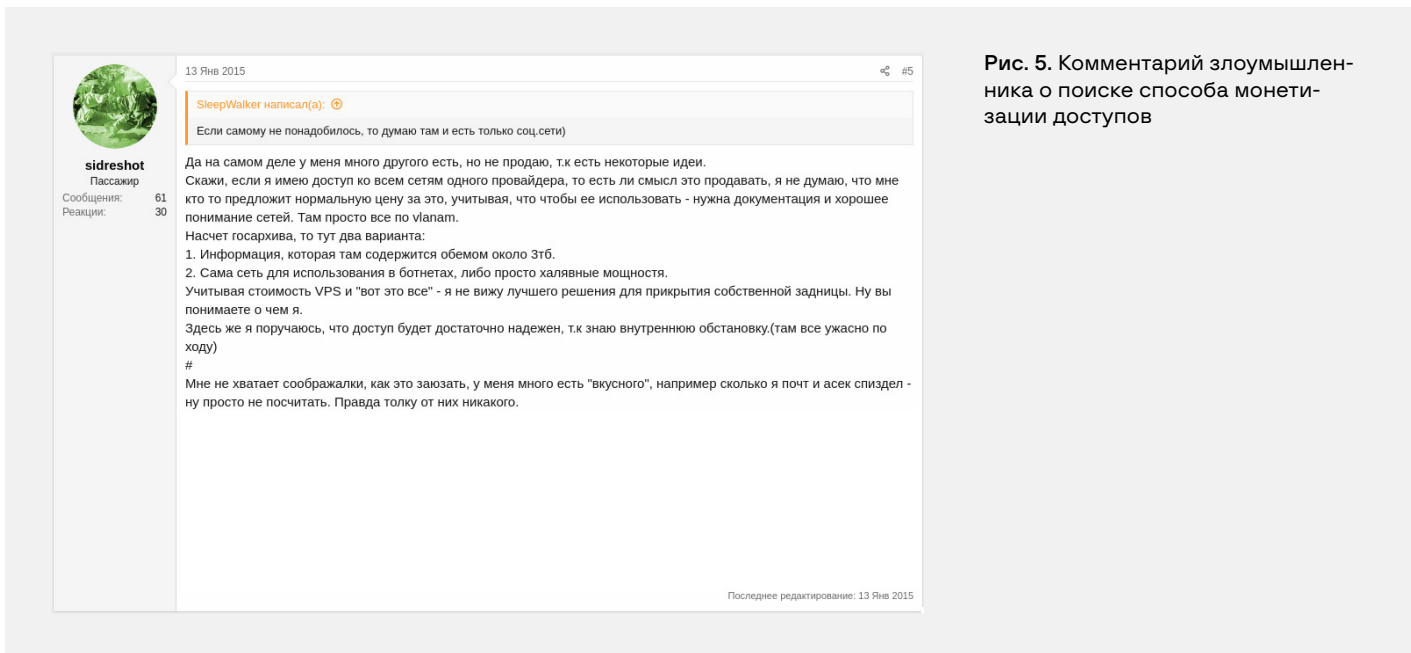 13 Янв 2015
#5
SleepWalker написал(а):
Если самому не понадобилось, то думаю там и есть только соц.сети)
sidreshot
Пассажир
Сообщения: 61
Реакции: 30
Да на самом деле у меня много другого есть, но не продаю, т.к есть некоторые идеи.
Скажи, если я имею доступ ко всем сетям одного провайдера, то есть ли смысл это продавать, я не думаю, что мне
кто то предложит нормальную цену за это, учитывая, что чтобы ее использовать - нужна документация и хорошее
понимание сетей. Там просто все по vlanам.
Насчет госархива, то тут два варианта:
1. Информация, которая там содержится обемом около 3тб.
2. Сама сеть для использования в ботнетах, либо просто халявные мощностя.
Учитывая стоимость VPS и "вот это все" - я не вижу лучшего решения для прикрытия собственной задницы. Ну вы
понимаете о чем я.
Здесь же я поручаюсь, что доступ будет достаточно надежен, т.к знаю внутреннюю обстановку.(там все ужасно по
ходу)
#
Мне не хватает соображалки, как это заюзать, у меня много есть "вкусного", например сколько я почт и асек спиздел -
ну просто не посчитать. Правда толку от них никакого.
Последнее редактирование: 13 Янв 2015
Рис. 5. Комментарий злоумышлен-
ника о поиске способа монети-
зации доступов